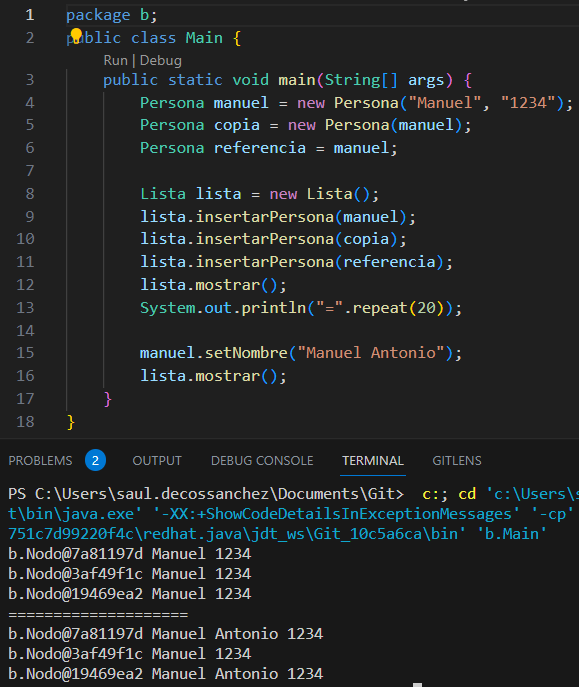 1 package b;
2 public class Main {
Run | Debug
3 public static void main(String[] args) {
4 Persona manuel = new Persona("Manuel", "1234");
5 Persona copia = new Persona(manuel);
6 Persona referencia = manuel;
7
8 Lista lista = new Lista();
9 lista.insertarPersona(manuel);
10 lista.insertarPersona(copia);
11 lista.insertarPersona(referencia);
12 lista.mostrar();
13 System.out.println("=".repeat(20));
14
15 manuel.setNombre("Manuel Antonio");
16 lista.mostrar();
17 }
18 }
PROBLEMS 2 OUTPUT DEBUG CONSOLE TERMINAL GITLENS
PS C:\Users\saul.decossanchez\Documents\Git> c:; cd 'c:\Users\s
t\bin\java.exe' '-XX:+ShowCodeDetailsInExceptionMessages' '-cp'
751c7d99220f4c\redhat.java\jdt_ws\Git_10c5a6ca\bin' 'b.Main'
b.Nodo@7a81197d Manuel 1234
b.Nodo@3af49f1c Manuel 1234
b.Nodo@19469ea2 Manuel 1234
====================
b.Nodo@7a81197d Manuel Antonio 1234
b.Nodo@3af49f1c Manuel 1234
b.Nodo@19469ea2 Manuel Antonio 1234